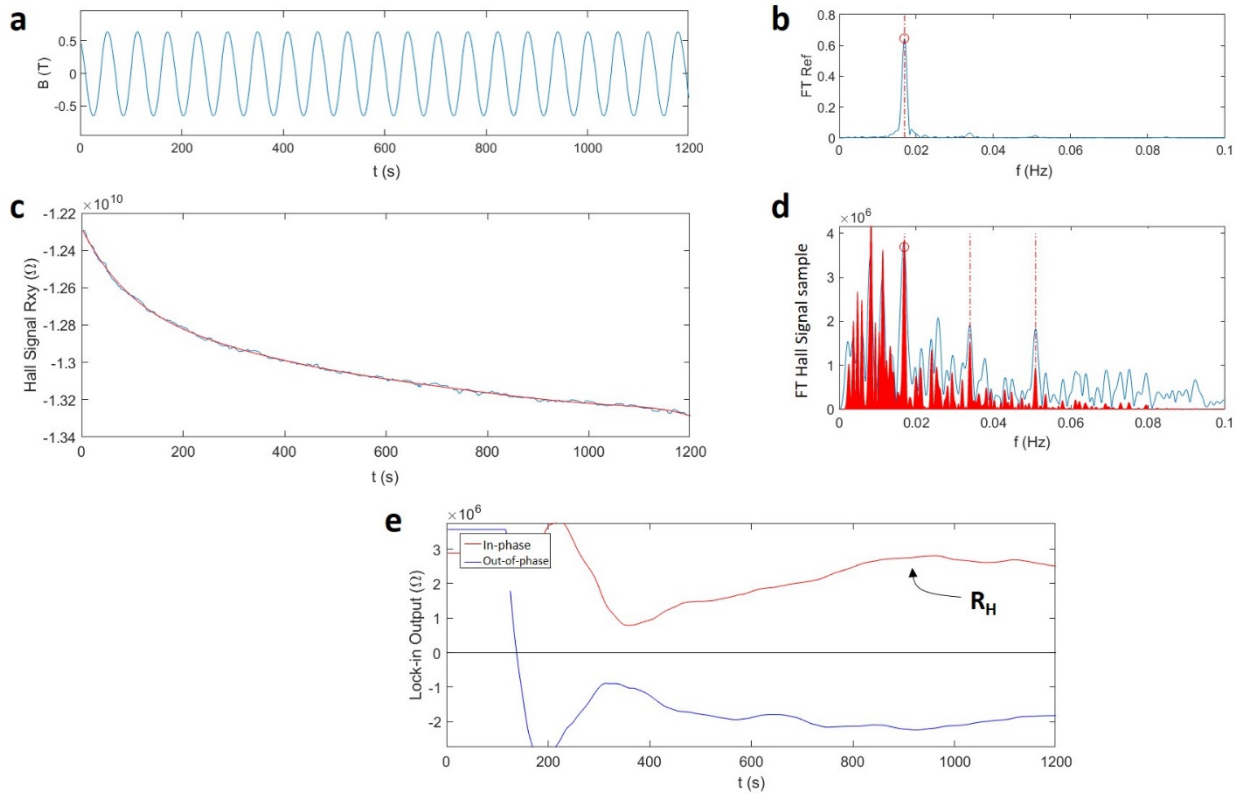 a
B (T)
0.5
0
-0.5
0 200 400 600 800 1000 1200
t (s)
b
FT Ref
0.8
0.6
0.4
0.2
0
0 0.02 0.04 0.06 0.08 0.1
f (Hz)
c
×10^10
Hall Signal Rxy (Ω)
-1.22
-1.24
-1.26
-1.28
-1.3
-1.32
-1.34
0 200 400 600 800 1000 1200
t (s)
d
×10^6
FT Hall Signal sample
4
3
2
1
0
0 0.02 0.04 0.06 0.08 0.1
f (Hz)
e
×10^6
Lock-in Output (Ω)
3
2
1
0
-1
-2
In-phase
Out-of-phase
R_H
0 200 400 600 800 1000 1200
t (s)